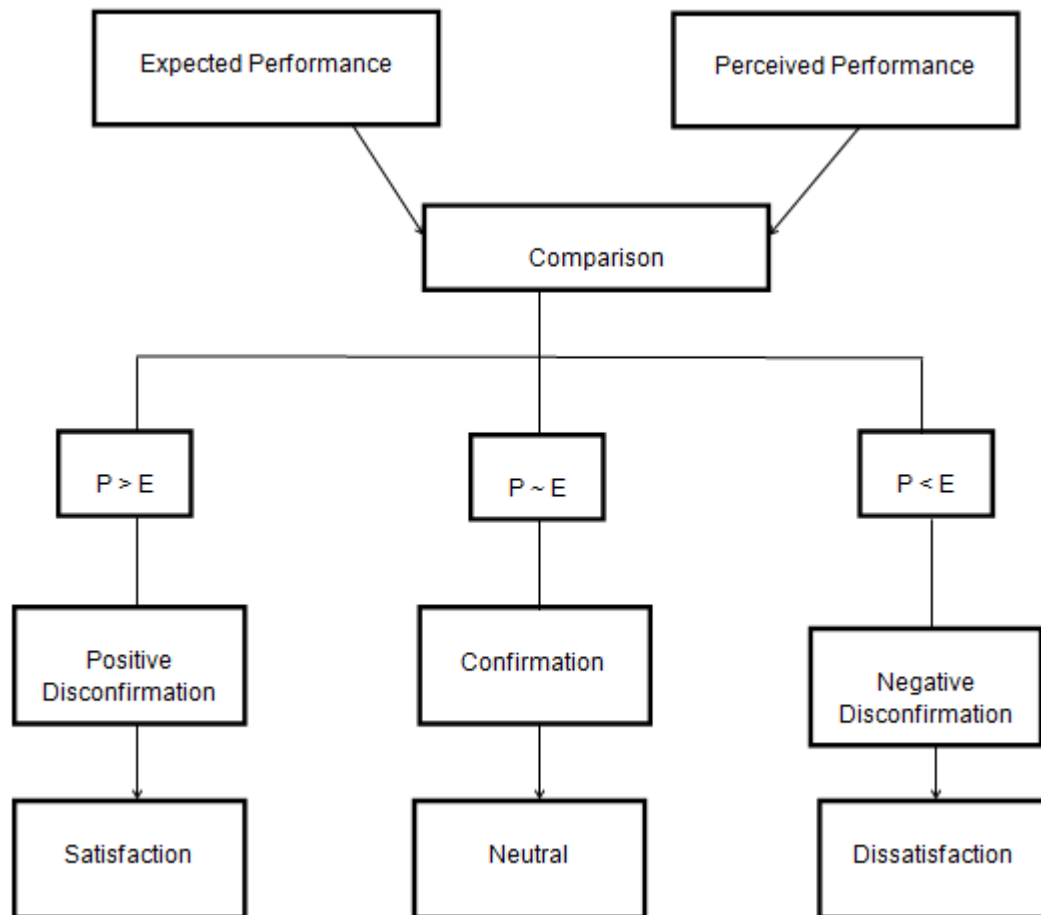 Expected Performance
Perceived Performance
Comparison
P > E
P ~ E
P < E
Positive
Disconfirmation
Confirmation
Negative
Disconfirmation
Satisfaction
Neutral
Dissatisfaction